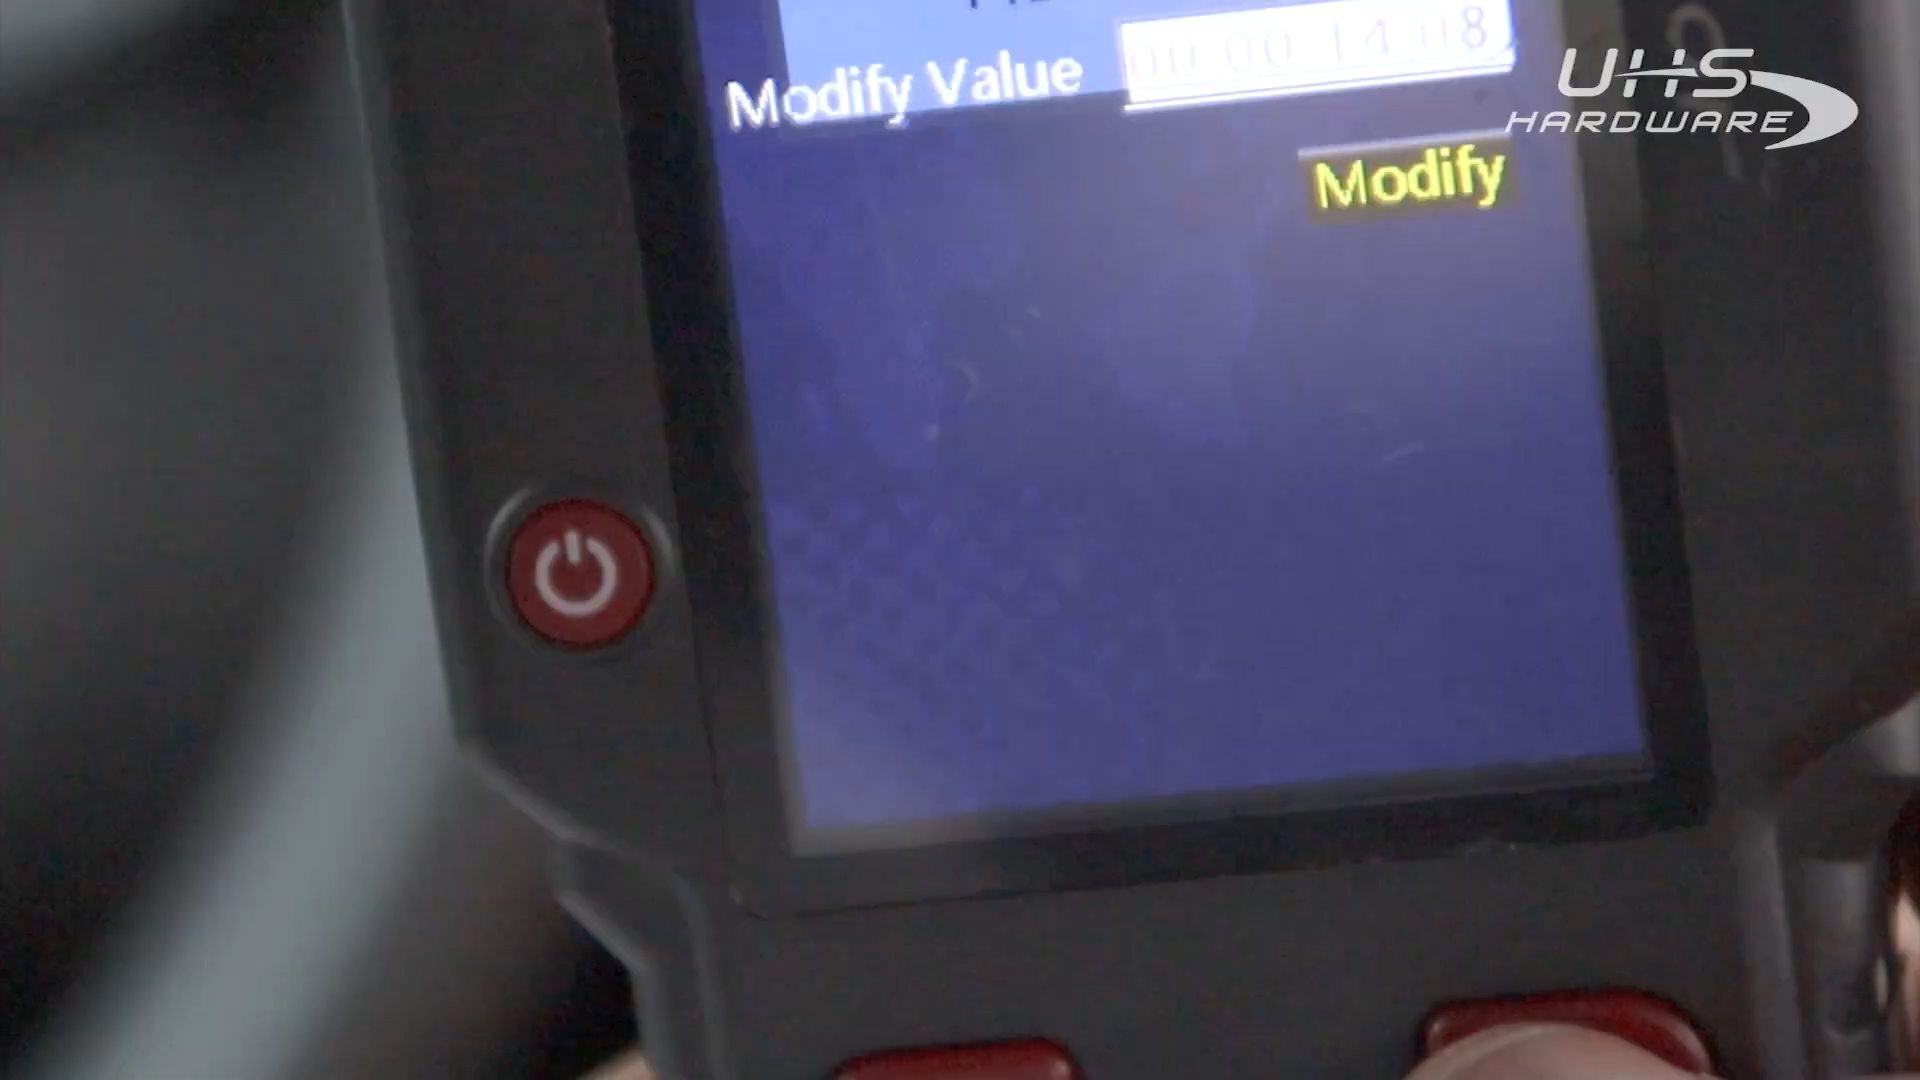 Modify Value 00 00 14 08
Modify
UHS
HARDWARE